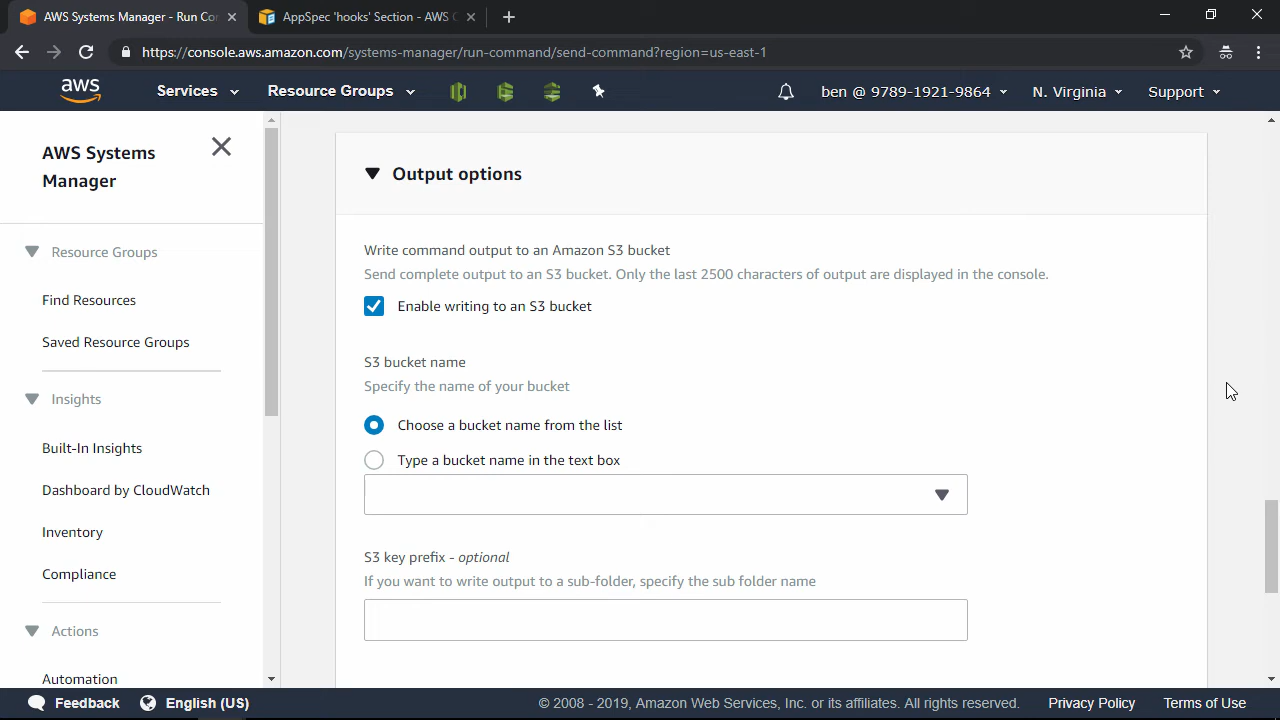 AWS Systems Manager - Run Co
AppSpec 'hooks' Section - AWS C
https://console.aws.amazon.com/systems-manager/run-command/send-command?region=us-east-1
aws
Services
Resource Groups
ben @ 9789-1921-9864
N. Virginia
Support
AWS Systems
Manager
Resource Groups
Find Resources
Saved Resource Groups
Insights
Built-In Insights
Dashboard by CloudWatch
Inventory
Compliance
Actions
Automation
Output options
Write command output to an Amazon S3 bucket
Send complete output to an S3 bucket. Only the last 2500 characters of output are displayed in the console.
Enable writing to an S3 bucket
S3 bucket name
Specify the name of your bucket
Choose a bucket name from the list
Type a bucket name in the text box
S3 key prefix - optional
If you want to write output to a sub-folder, specify the sub folder name
Feedback
English (US)
© 2008 - 2019, Amazon Web Services, Inc. or its affiliates. All rights reserved.
Privacy Policy
Terms of Use